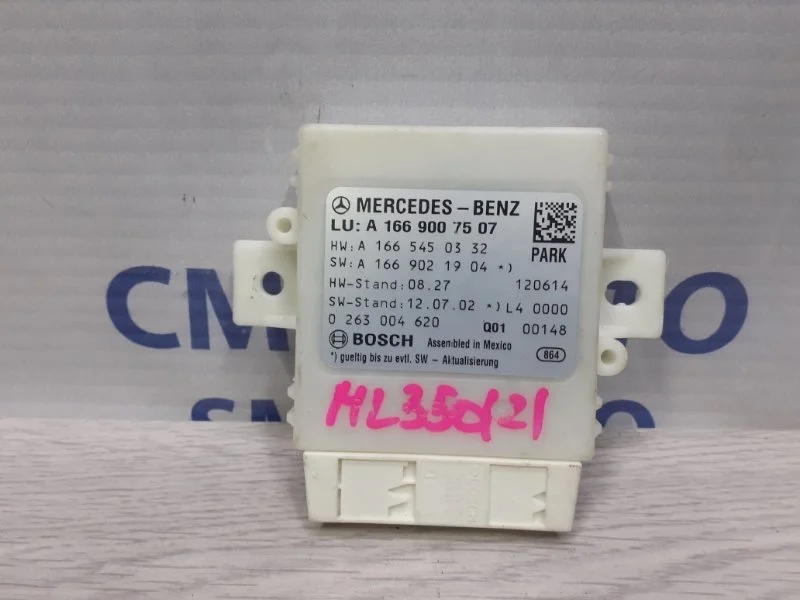 MERCEDES-BENZ
LU: A 166 900 75 07
HW: A 166 545 03 32
SW: A 166 902 19 04 *)
PARK
HW-Stand: 08.27 120614
SW-Stand: 12.07.02 *) L4 0000
0 263 004 620 Q01 00148
BOSCH Assembled in Mexico
*) gueltig bis zu evtl. SW - Aktualisierung 864